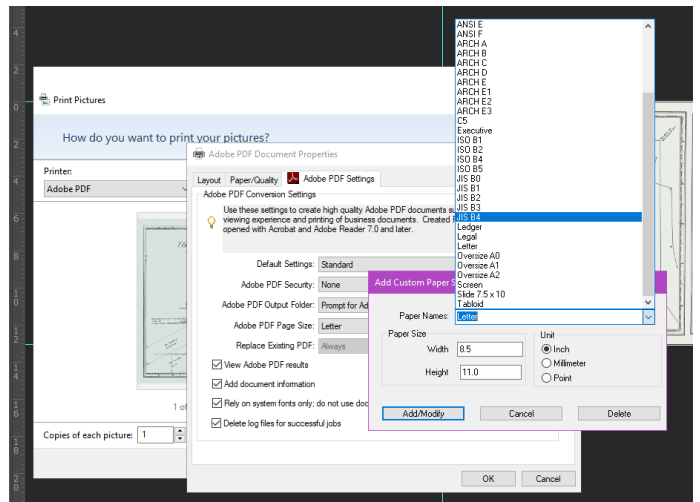 ANSI E
ANSI F
ARCH A
ARCH B
ARCH C
ARCH D
ARCH E
ARCH E1
ARCH E2
ARCH E3
C5
Executive
ISO B1
ISO B2
ISO B4
ISO B5
JIS B0
JIS B1
JIS B2
JIS B3
JIS B4
Ledger
Legal
Letter
Oversize A0
Oversize A1
Oversize A2
Screen
Slide 7.5 x 10
Tabloid
Print Pictures
How do you want to print your pictures?
Printer:
Adobe PDF
Adobe PDF Document Properties
Layout Paper/Quality Adobe PDF Settings
Adobe PDF Conversion Settings
Use these settings to create high quality Adobe PDF documents
viewing experience and printing of business documents. Created
opened with Acrobat and Adobe Reader 7.0 and later.
Default Settings: Standard
Adobe PDF Security: None
Adobe PDF Output Folder: Prompt for Ad
Adobe PDF Page Size: Letter
Replace Existing PDF: Always
View Adobe PDF results
Add document information
Rely on system fonts only; do not use doc
Delete log files for successful jobs
OK Cancel
Add Custom Paper S
Paper Names: Letter
Paper Size
Width 8.5
Height 11.0
Unit
Inch
Millimeter
Point
Add/Modify Cancel Delete
1 of
Copies of each picture: 1
4
2
0
2
4
6
8
10
12
14
16
18
20